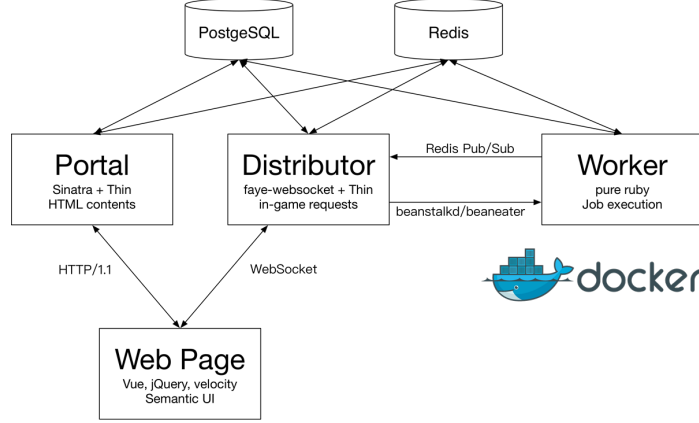 PostgeSQL
Redis
Portal
Sinatra + Thin
HTML contents
Distributor
faye-websocket + Thin
in-game requests
Redis Pub/Sub
beanstalkd/beaneater
Worker
pure ruby
Job execution
HTTP/1.1
WebSocket
docker
Web Page
Vue, jQuery, velocity
Semantic UI